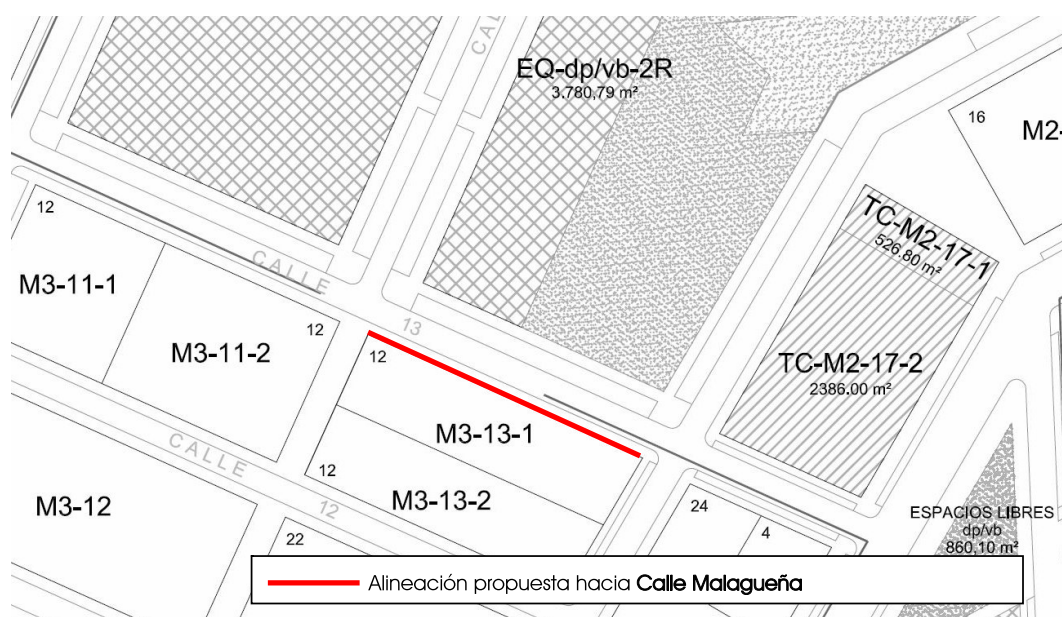 CAL
EQ-dp/vb-2R
3.780,79 m²
16
M2-
TC-M2-17-1
526.80 m²
12
CALLE
13
M3-11-1
12
M3-11-2
12
TC-M2-17-2
2386.00 m²
M3-13-1
CALLE
12
12
M3-13-2
M3-12
22
24
4
ESPACIOS LIBRES
dp/vb
860,10 m²
Alineación propuesta hacia Calle Malagueña